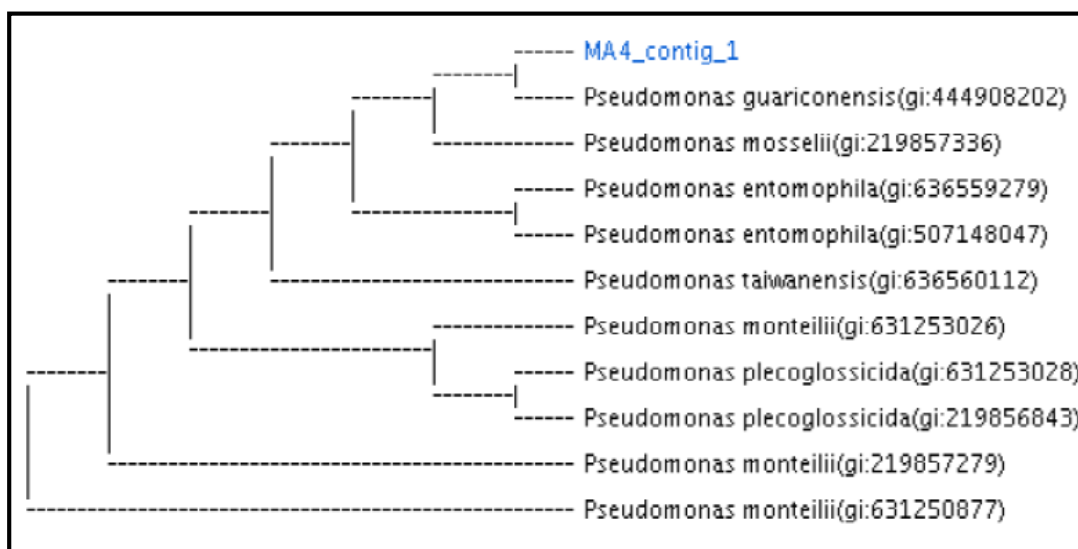 MA4_contig_1
Pseudomonas guariconensis(gi:444908202)
Pseudomonas mosselii(gi:219857336)
Pseudomonas entomophila(gi:636559279)
Pseudomonas entomophila(gi:507148047)
Pseudomonas taiwanensis(gi:636560112)
Pseudomonas monteilii(gi:631253026)
Pseudomonas plecoglossicida(gi:631253028)
Pseudomonas plecoglossicida(gi:219856843)
Pseudomonas monteilii(gi:219857279)
Pseudomonas monteilii(gi:631250877)